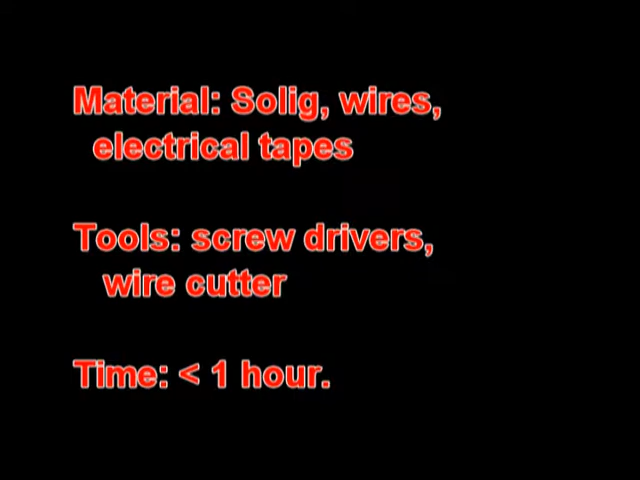 Material: Solig, wires,
electrical tapes
Tools: screw drivers,
wire cutter
Time: < 1 hour.